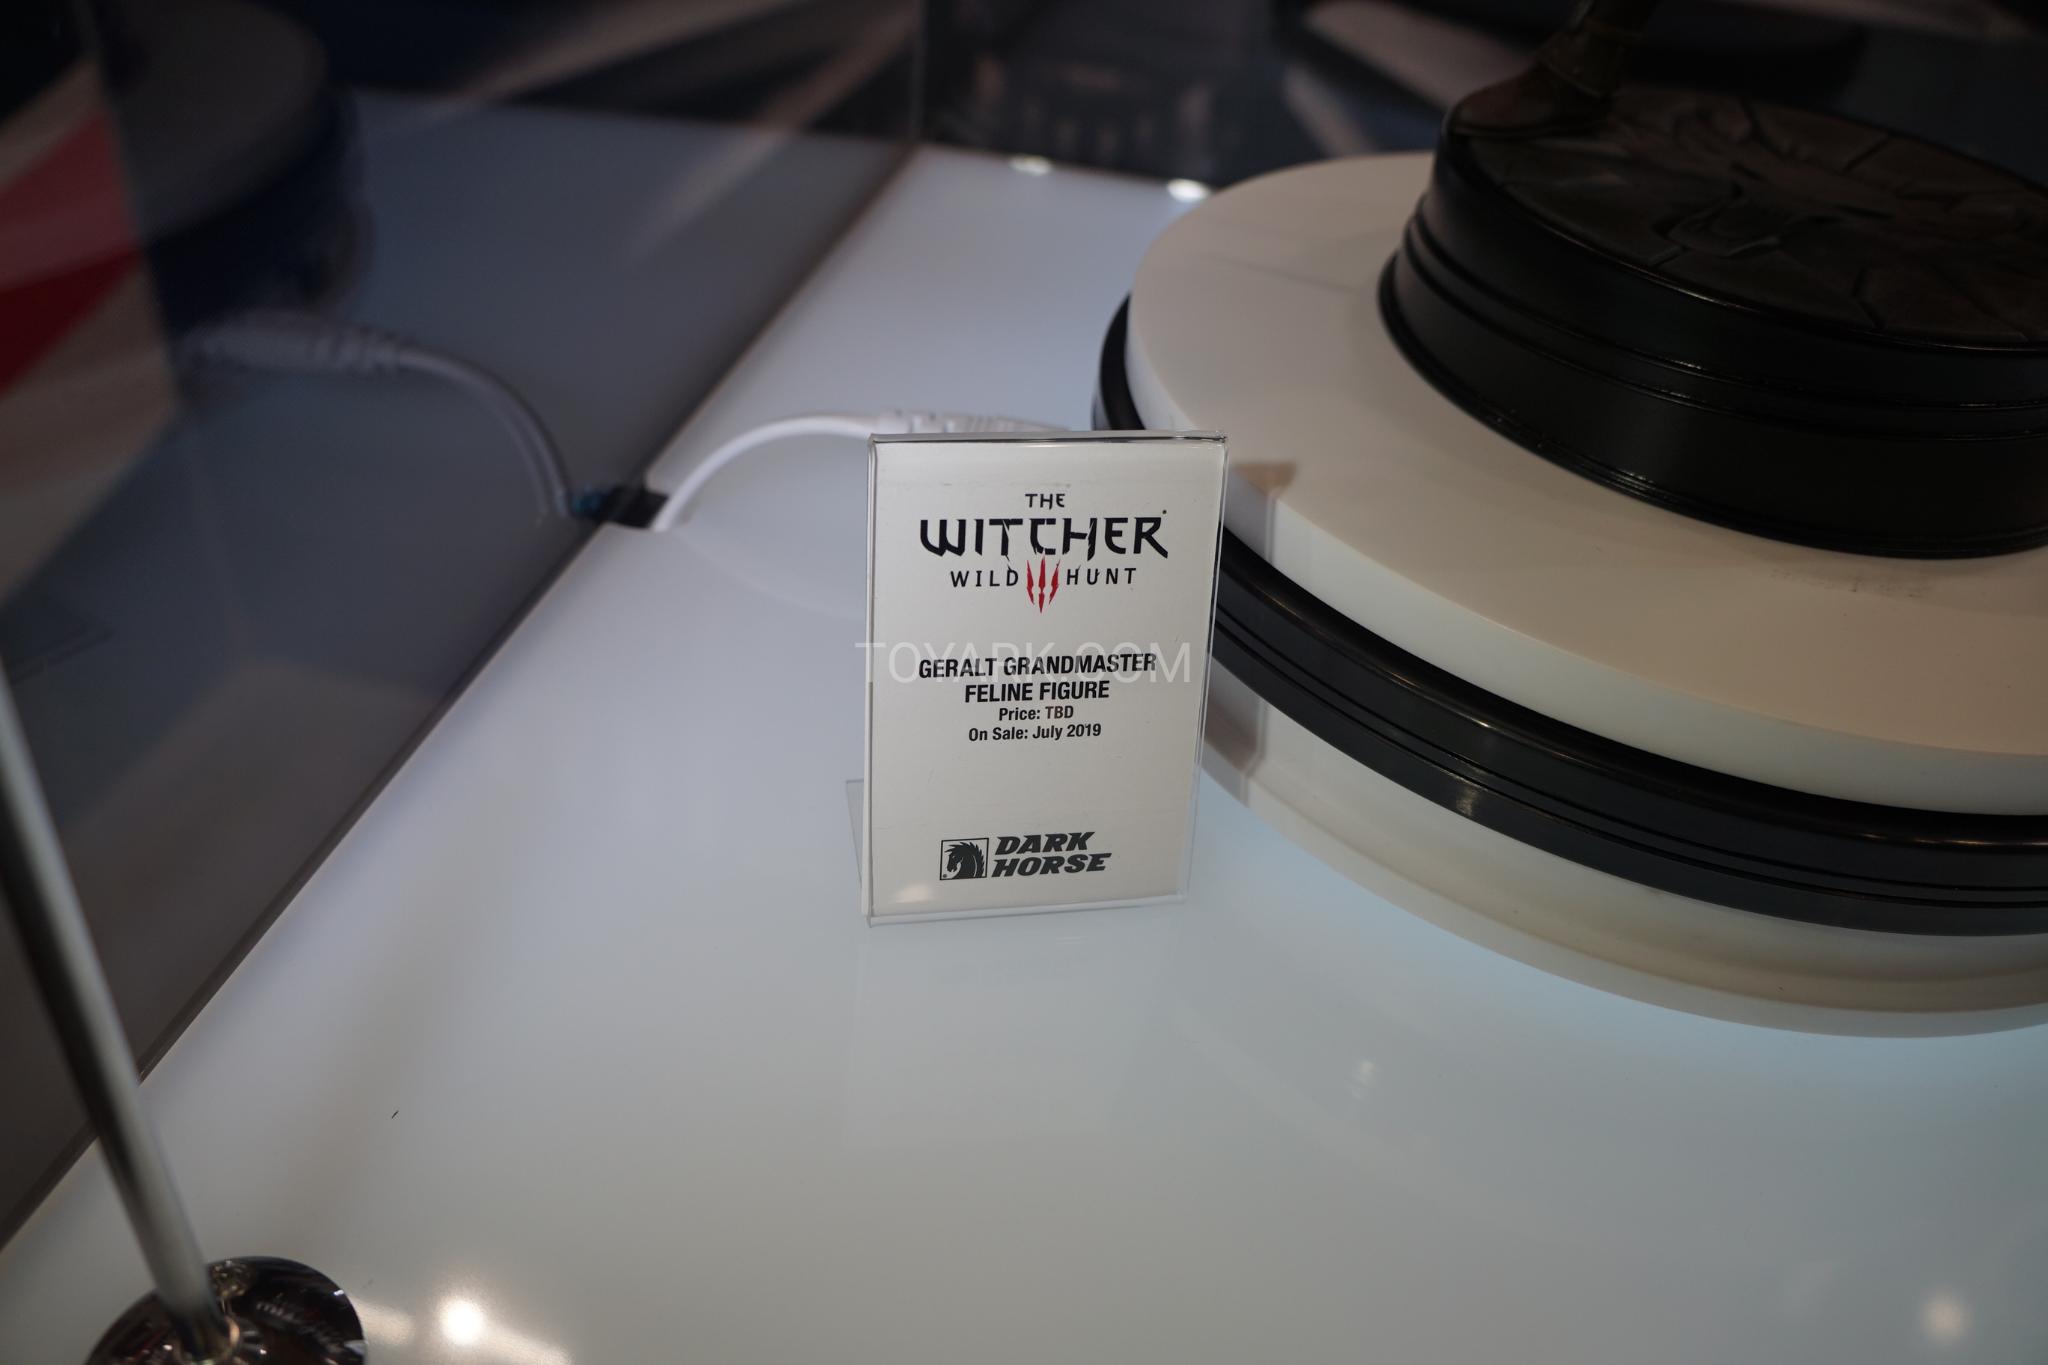 THE
WITCHER
WILD HUNT
TOYARK.COM
GERALT GRANDMASTER
FELINE FIGURE
Price: TBD
On Sale: July 2019
DARK
HORSE